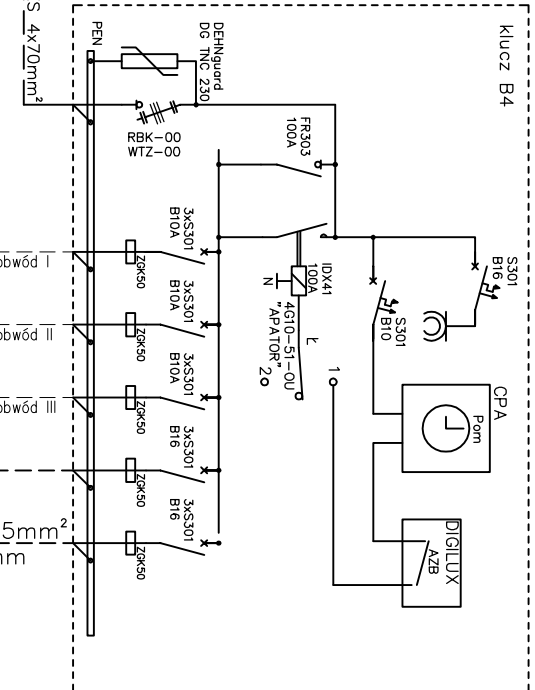 klucz B4
S 4x70mm²
PEN
DEHNguard
DG TNC 230
RBK-00
WTZ-00
FR303
100A
IDX41
100A
N
4G10-51-OU
"APATOR"
Ł
1
2
S301
B16
S301
B10
CPA
Pom
DIGILUX
AZB
3xS301
B10A
ZGK50
obwód I
3xS301
B10A
ZGK50
obwód II
3xS301
B10A
ZGK50
obwód III
3xS301
B16
ZGK50
3xS301
B16
ZGK50
5mm²
mm